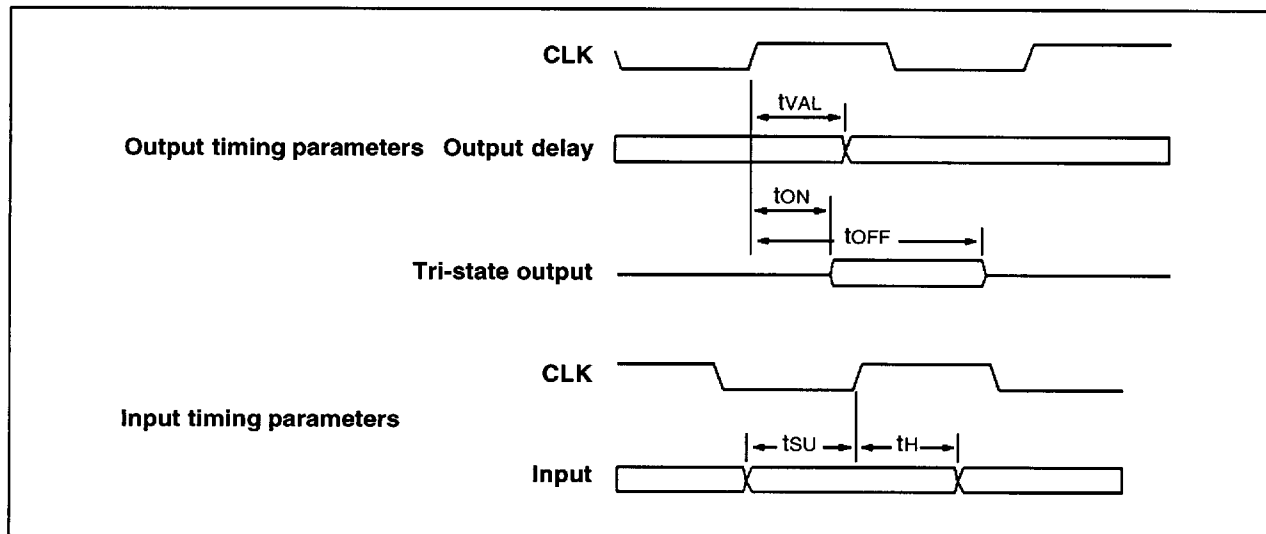 CLK
tVAL
Output timing parameters Output delay
tON
tOFF
Tri-state output
CLK
Input timing parameters
tSU tH
Input